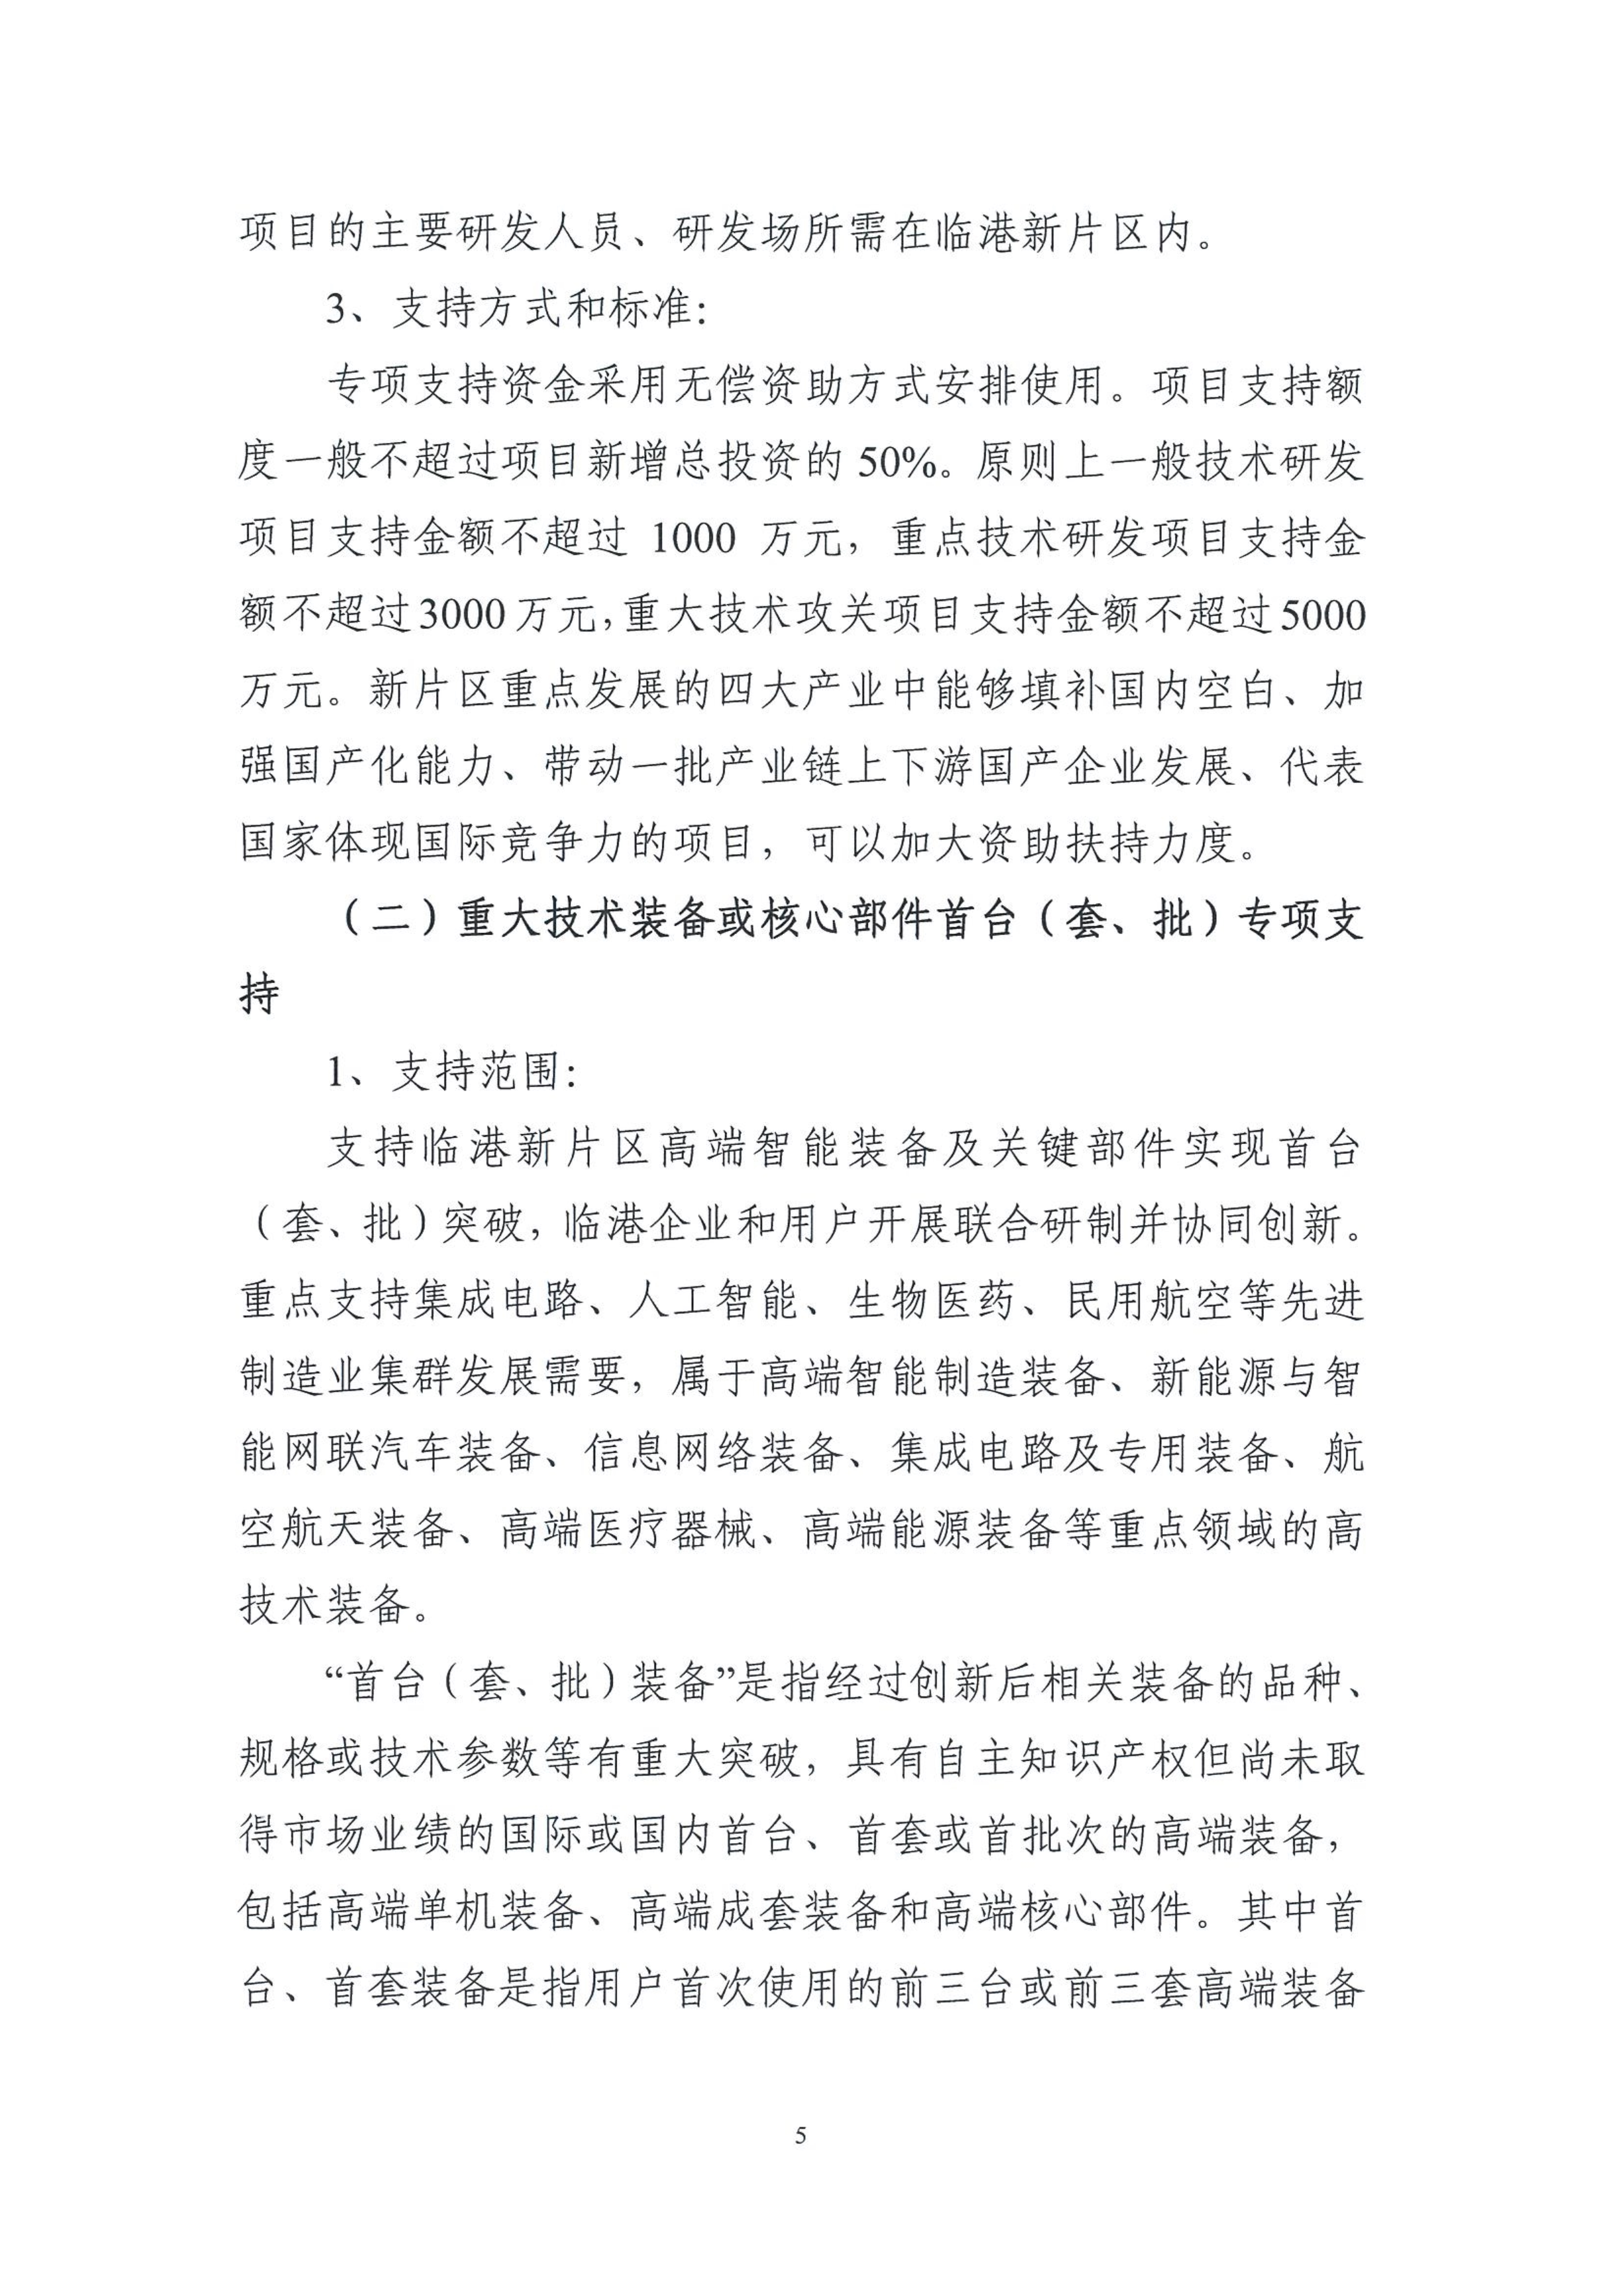 项目的主要研发人员、研发场所需在临港新片区内。
3、支持方式和标准：
专项支持资金采用无偿资助方式安排使用。项目支持额
度一般不超过项目新增总投资的 50%。原则上一般技术研发
项目支持金额不超过 1000 万元，重点技术研发项目支持金
额不超过3000万元，重大技术攻关项目支持金额不超过5000
万元。新片区重点发展的四大产业中能够填补国内空白、加
强国产化能力、带动一批产业链上下游国产企业发展、代表
国家体现国际竞争力的项目，可以加大资助扶持力度。
（二）重大技术装备或核心部件首台（套、批）专项支
持
1、支持范围：
支持临港新片区高端智能装备及关键部件实现首台
（套、批）突破，临港企业和用户开展联合研制并协同创新。
重点支持集成电路、人工智能、生物医药、民用航空等先进
制造业集群发展需要，属于高端智能制造装备、新能源与智
能网联汽车装备、信息网络装备、集成电路及专用装备、航
空航天装备、高端医疗器械、高端能源装备等重点领域的高
技术装备。
“首台（套、批）装备”是指经过创新后相关装备的品种、
规格或技术参数等有重大突破，具有自主知识产权但尚未取
得市场业绩的国际或国内首台、首套或首批次的高端装备，
包括高端单机装备、高端成套装备和高端核心部件。其中首
台、首套装备是指用户首次使用的前三台或前三套高端装备
5